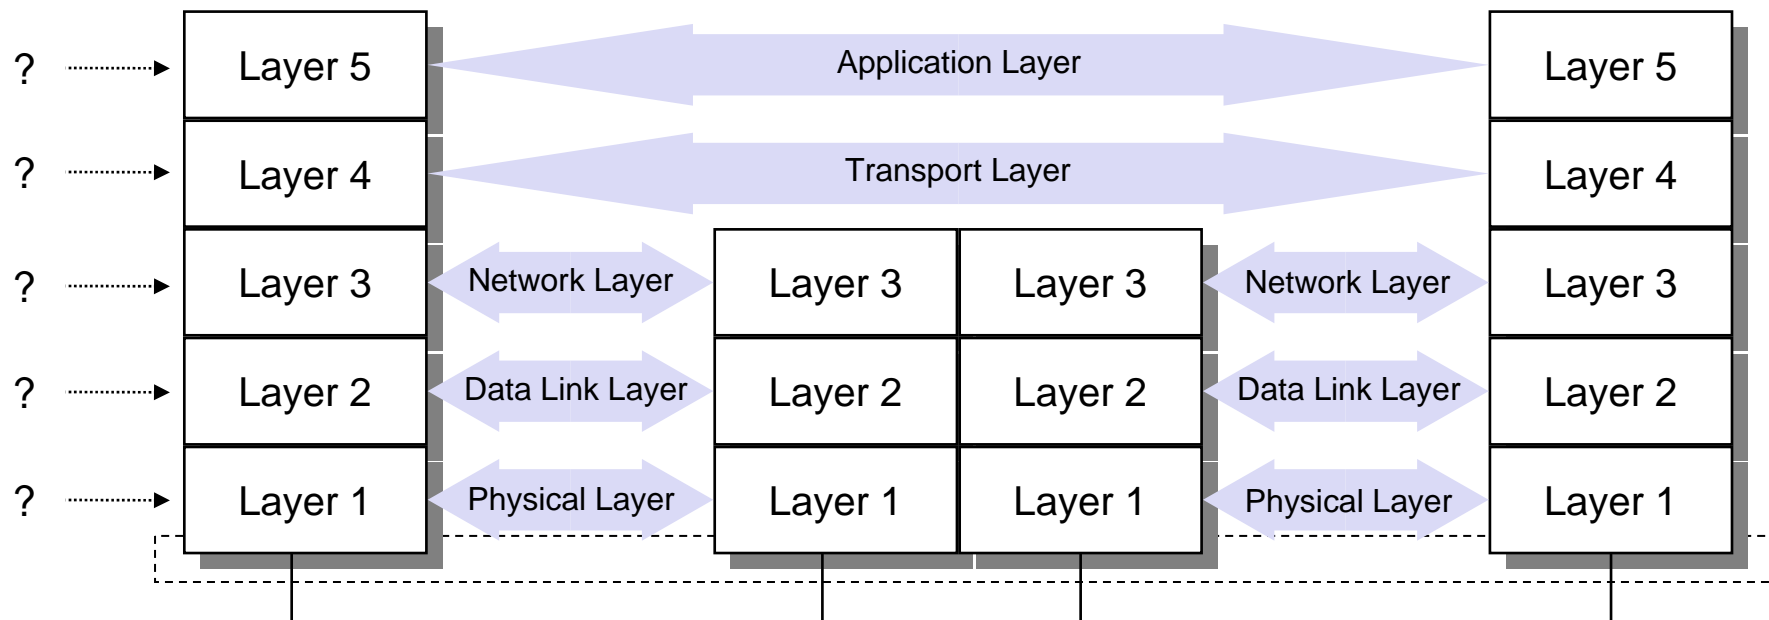 ? Layer 5 Application Layer Layer 5
? Layer 4 Transport Layer Layer 4
? Layer 3 Network Layer Layer 3 Layer 3 Network Layer Layer 3
? Layer 2 Data Link Layer Layer 2 Layer 2 Data Link Layer Layer 2
? Layer 1 Physical Layer Layer 1 Layer 1 Physical Layer Layer 1